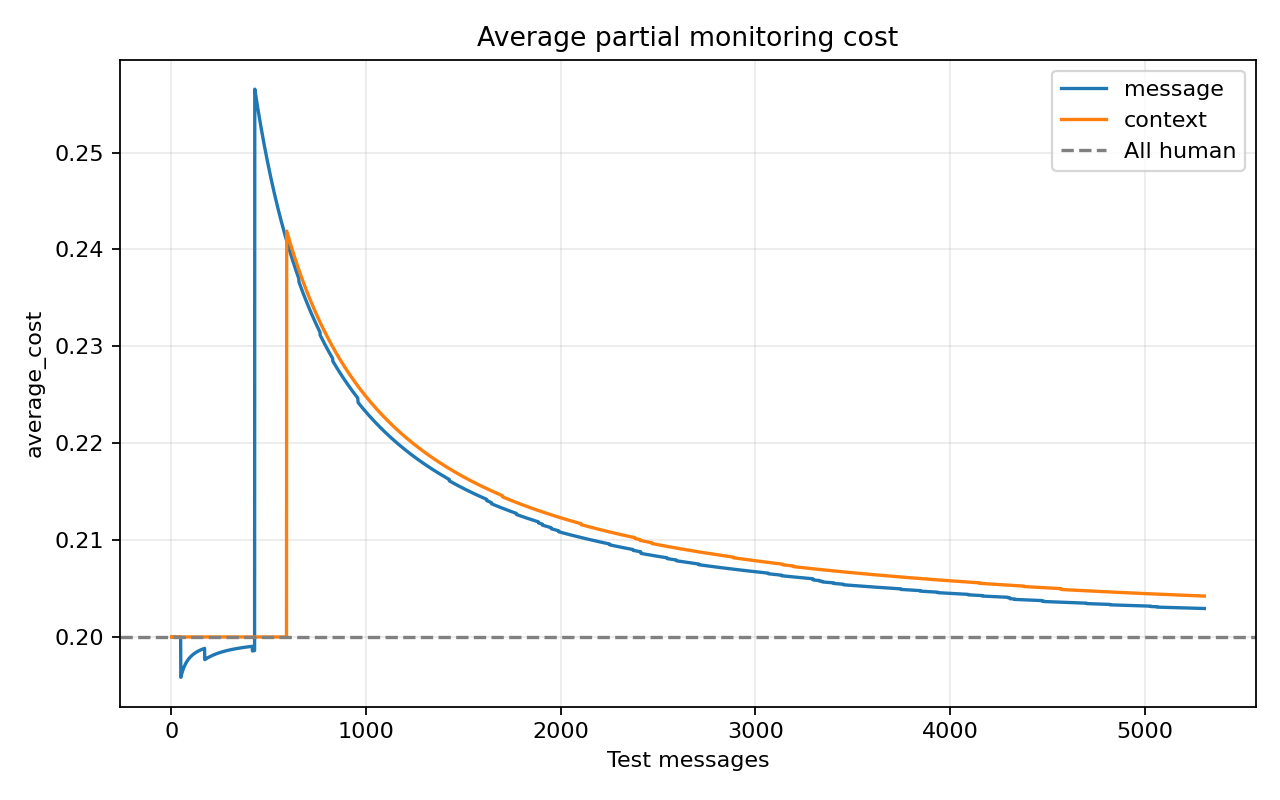 Average partial monitoring cost
message
context
All human
average_cost
0.25
0.24
0.23
0.22
0.21
0.20
0
1000
2000
3000
4000
5000
Test messages